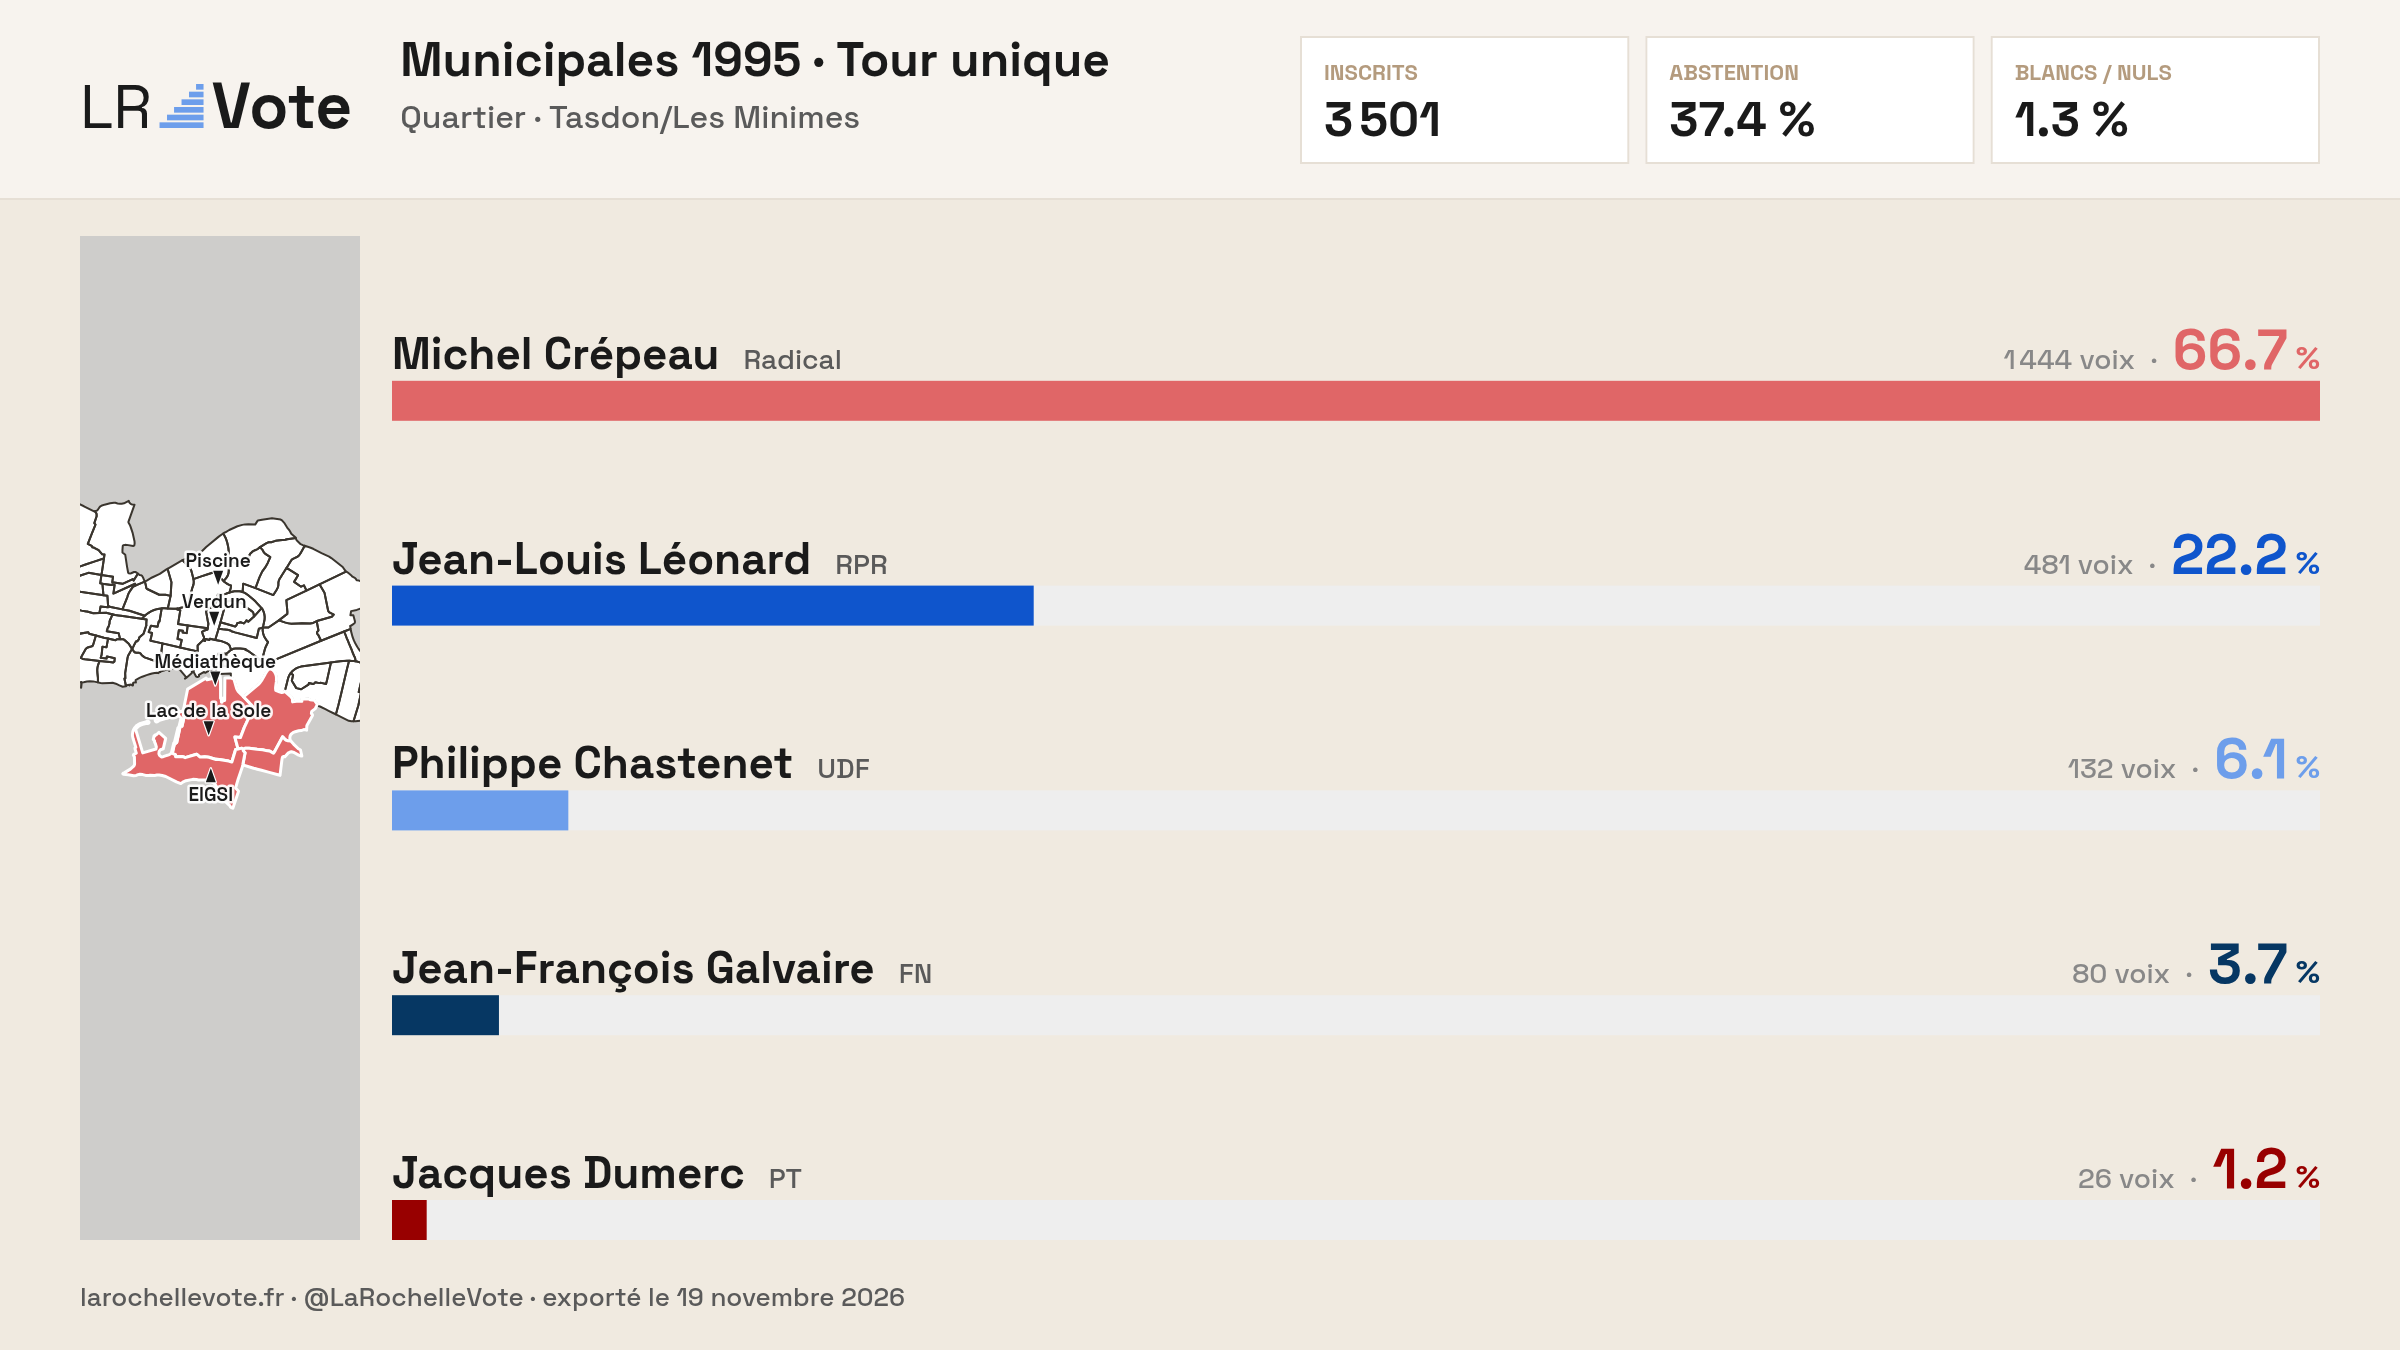 LR Vote
Municipales 1995 · Tour unique
Quartier · Tasdon/Les Minimes
INSCRITS
3 501
ABSTENTION
37.4 %
BLANCS / NULS
1.3 %
Piscine
Verdun
Médiathèque
Lac de la Sole
EIGSI
Michel Crépeau Radical 1 444 voix · 66.7 %
Jean-Louis Léonard RPR 481 voix · 22.2 %
Philippe Chastenet UDF 132 voix · 6.1 %
Jean-François Galvaire FN 80 voix · 3.7 %
Jacques Dumerc PT 26 voix · 1.2 %
larochellevote.fr · @LaRochelleVote · exporté le 19 novembre 2026